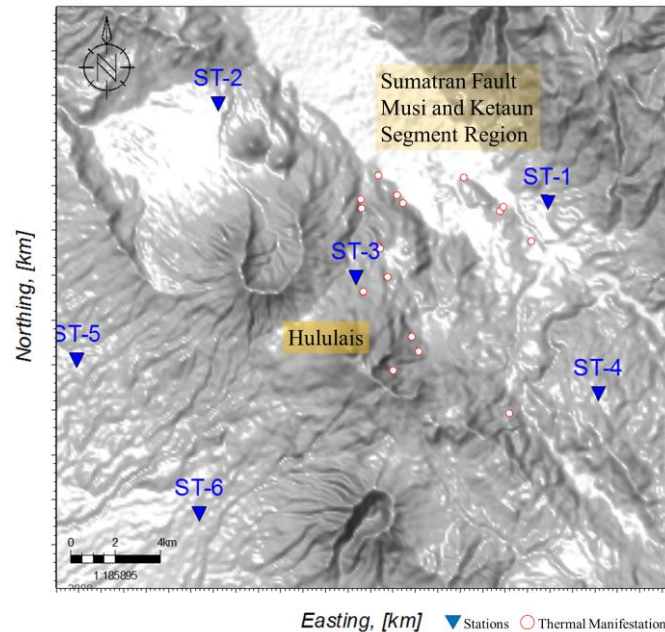 N
ST-2
Sumatran Fault
Musi and Ketaun
Segment Region
ST-1
ST-3
Hululais
ST-5
ST-4
ST-6
0 2 4km
1:185895
Northing, [km]
Easting, [km]
Stations
Thermal Manifestation